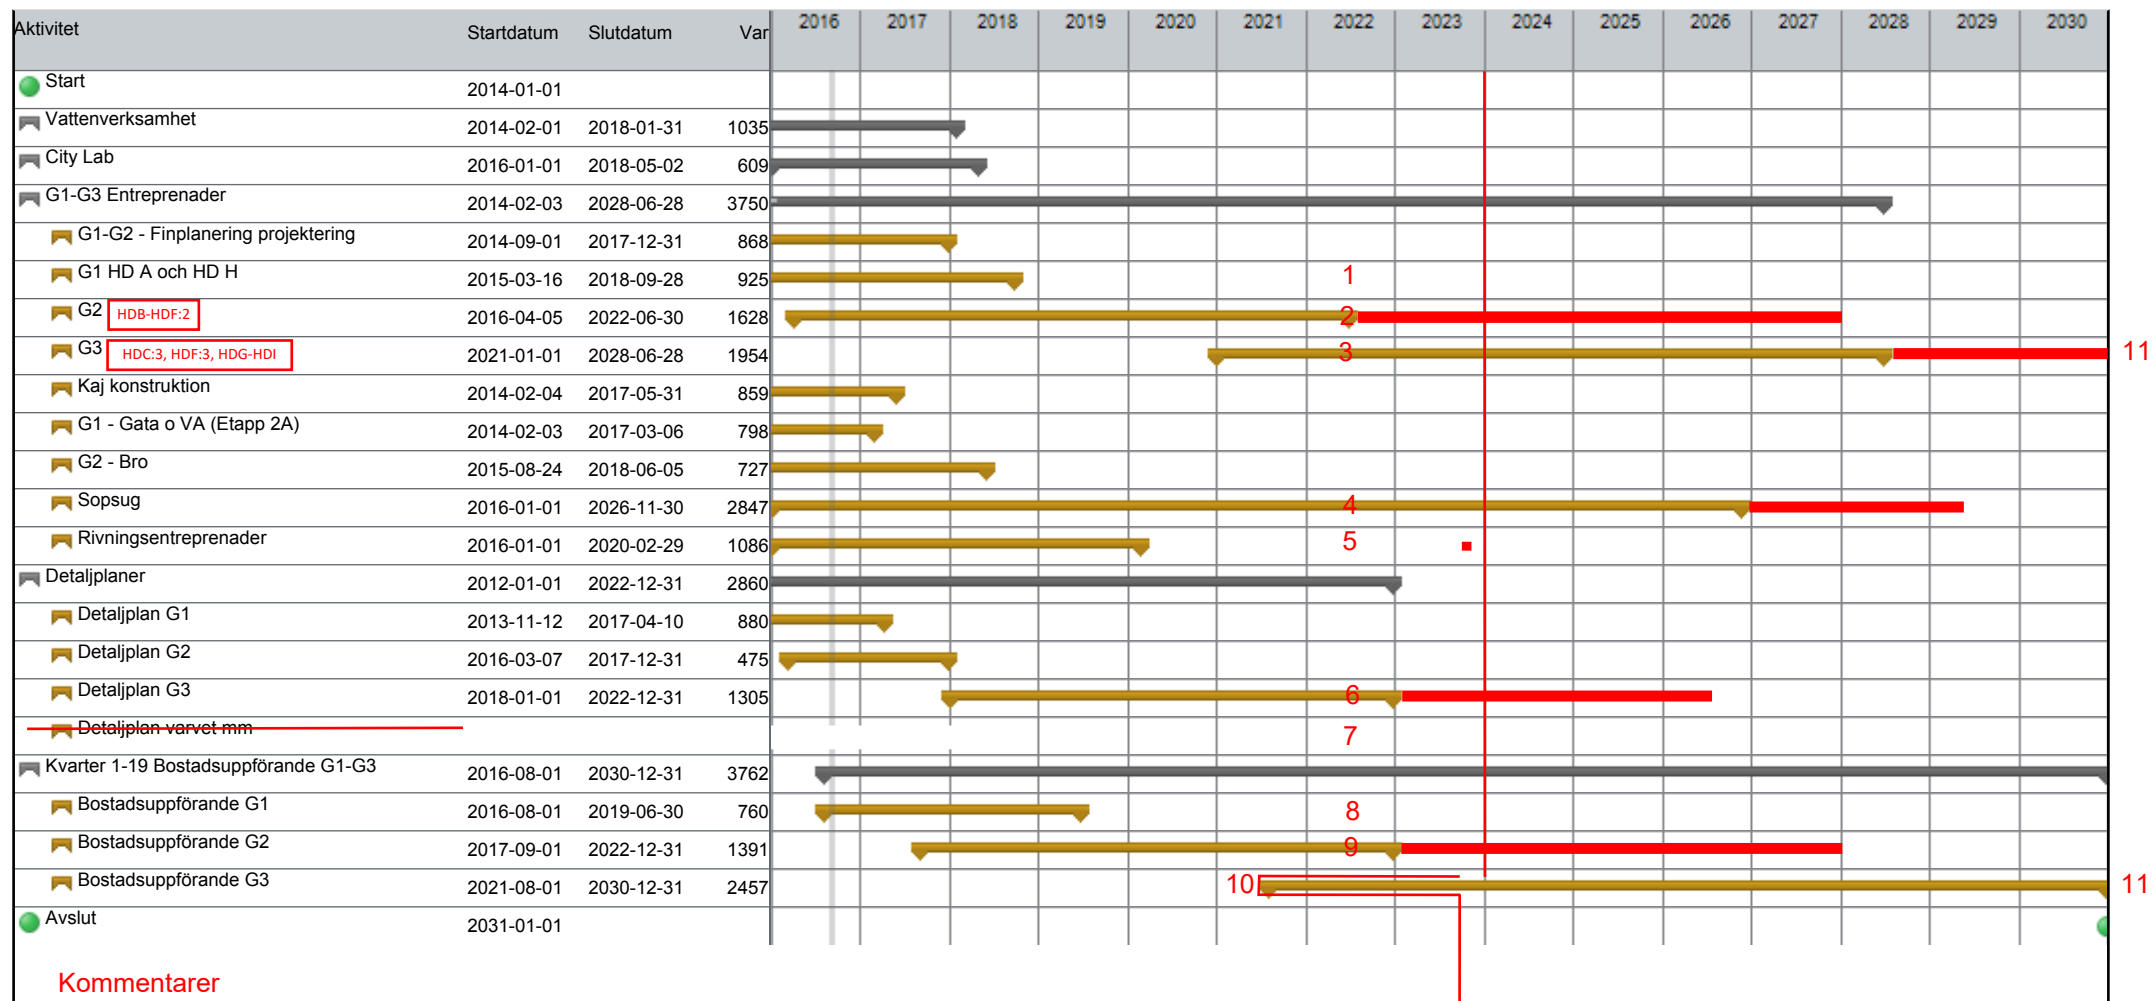 Aktivitet Startdatum Slutdatum Var 2016 2017 2018 2019 2020 2021 2022 2023 2024 2025 2026 2027 2028 2029 2030
Start 2014-01-01
Vattenverksamhet 2014-02-01 2018-01-31 1035
City Lab 2016-01-01 2018-05-02 609
G1-G3 Entreprenader 2014-02-03 2028-06-28 3750
G1-G2 - Finplanering projektering 2014-09-01 2017-12-31 868
G1 HD A och HD H 2015-03-16 2018-09-28 925 1
G2 HDB-HDF:2 2016-04-05 2022-06-30 1628 2
G3 HDC:3, HDF:3, HDG-HDI 2021-01-01 2028-06-28 1954 3 11
Kaj konstruktion 2014-02-04 2017-05-31 859
G1 - Gata o VA (Etapp 2A) 2014-02-03 2017-03-06 798
G2 - Bro 2015-08-24 2018-06-05 727
Sopsug 2016-01-01 2026-11-30 2847 4
Rivningsentreprenader 2016-01-01 2020-02-29 1086 5
Detaljplaner 2012-01-01 2022-12-31 2860
Detaljplan G1 2013-11-12 2017-04-10 880
Detaljplan G2 2016-03-07 2017-12-31 475
Detaljplan G3 2018-01-01 2022-12-31 1305 6
Detaljplan varvet mm 7
Kvarter 1-19 Bostadsuppförande G1-G3 2016-08-01 2030-12-31 3762
Bostadsuppförande G1 2016-08-01 2019-06-30 760 8
Bostadsuppförande G2 2017-09-01 2022-12-31 1391 9
Bostadsuppförande G3 2021-08-01 2030-12-31 2457 10 11
Avslut 2031-01-01
Kommentarer